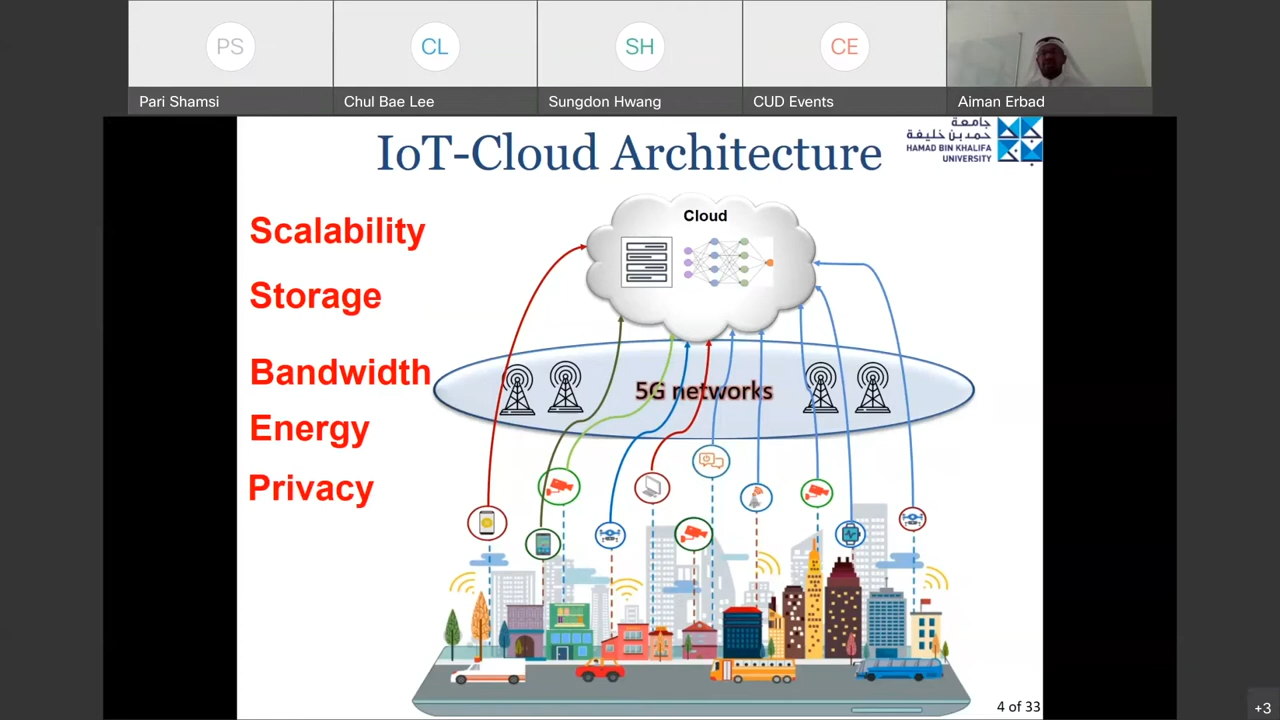 PS
CL
SH
CE
Pari Shamsi
Chul Bae Lee
Sungdon Hwang
CUD Events
Aiman Erbad
IoT-Cloud Architecture
جامعة
حمد بن خليفة
HAMAD BIN KHALIFA
UNIVERSITY
Scalability
Storage
Bandwidth
Energy
Privacy
Cloud
5G networks
4 of 33
+3